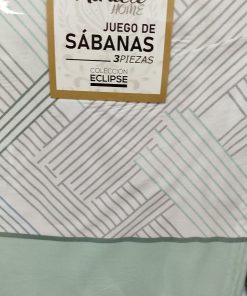 HOME
JUEGO DE
SÁBANAS
3PIEZAS
COLECCIÓN
ECLIPSE